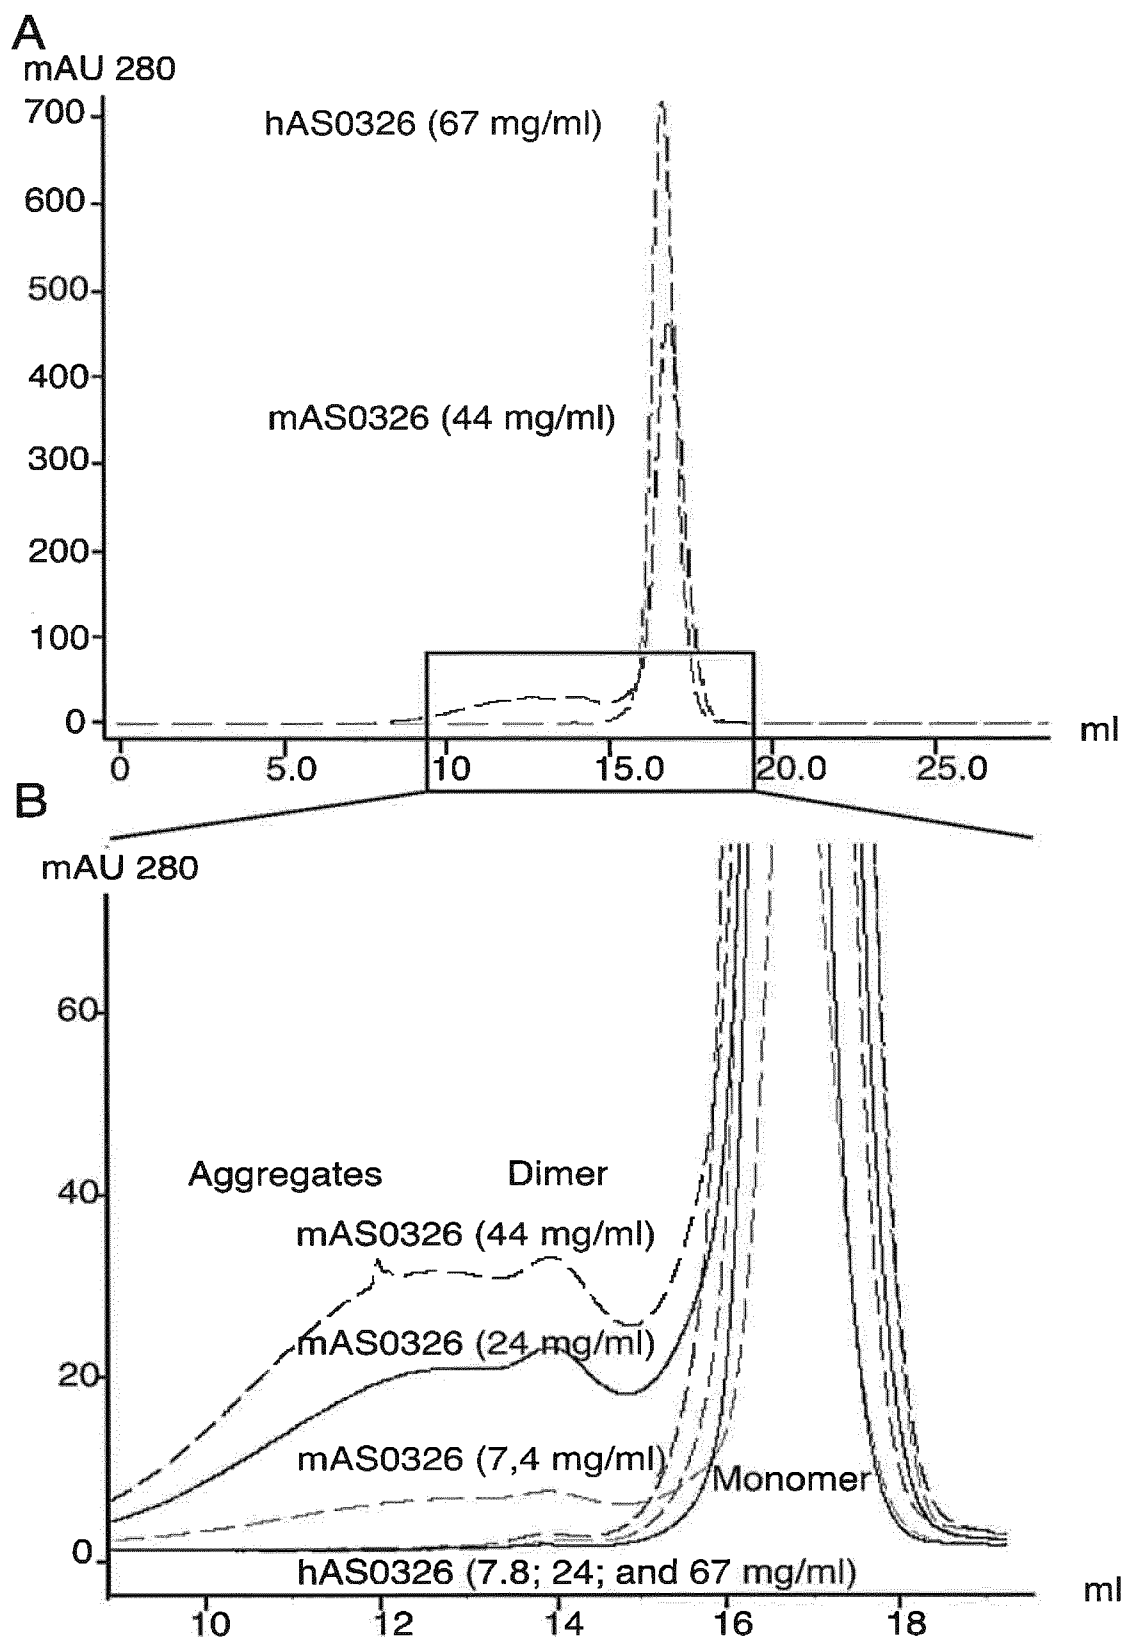 A
mAU 280
700
hAS0326 (67 mg/ml)
600
500
400
mAS0326 (44 mg/ml)
300
200
100
0
ml
0 5.0 10 15.0 20.0 25.0
B
mAU 280
60
Aggregates Dimer
40
mAS0326 (44 mg/ml)
mAS0326 (24 mg/ml)
20
mAS0326 (7,4 mg/ml)
Monomer
0
hAS0326 (7.8; 24; and 67 mg/ml)
ml
10 12 14 16 18